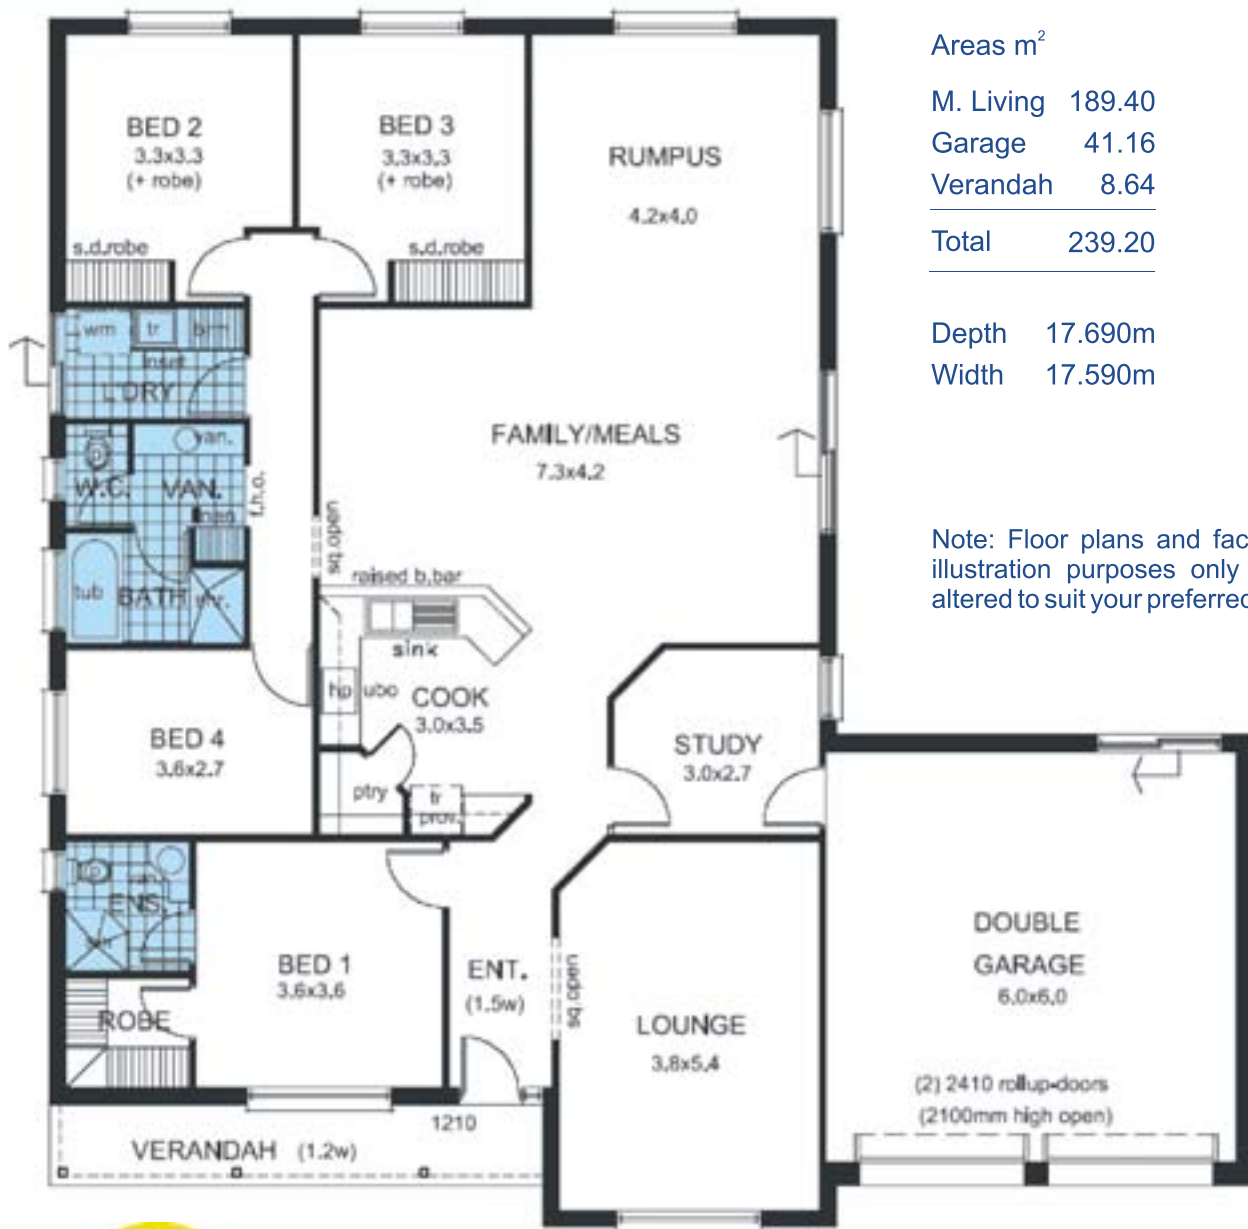 BED 2
3.3x3.3
(+ robe)
s.d.robe
BED 3
3.3x3.3
(+ robe)
s.d.robe
RUMPUS
4.2x4.0
Areas m²
M. Living 189.40
Garage 41.16
Verandah 8.64
Total 239.20
Depth 17.690m
Width 17.590m
wm tr brm
L'DRY
van.
W.C. VAN.
linen
f.h.o.
tub BATH shr.
FAMILY/MEALS
7.3x4.2
sq.open
raised b.bar
sink
hp ubo
COOK
3.0x3.5
ptry
fr
prov.
Note: Floor plans and fac
illustration purposes only
altered to suit your preferred
BED 4
3.6x2.7
STUDY
3.0x2.7
ENS.
BED 1
3.6x3.6
ROBE
ENT.
(1.5w)
sq.open
LOUNGE
3.8x5.4
DOUBLE
GARAGE
6.0x6.0
(2) 2410 rollup-doors
(2100mm high open)
1210
VERANDAH (1.2w)